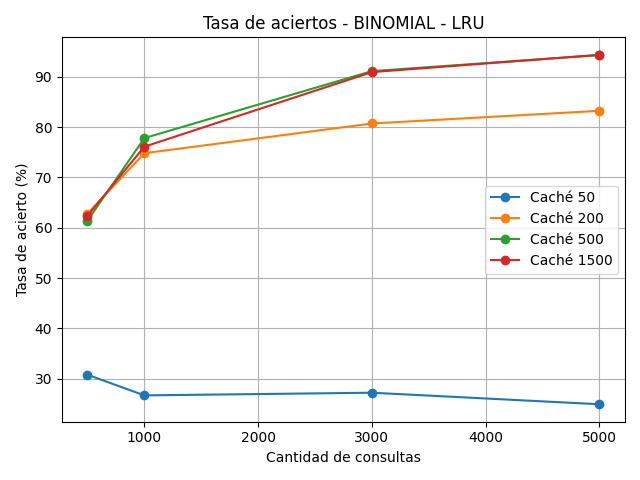 Tasa de aciertos - BINOMIAL - LRU
Tasa de acierto (%)
90
80
70
60
50
40
30
Caché 50
Caché 200
Caché 500
Caché 1500
1000
2000
3000
4000
5000
Cantidad de consultas